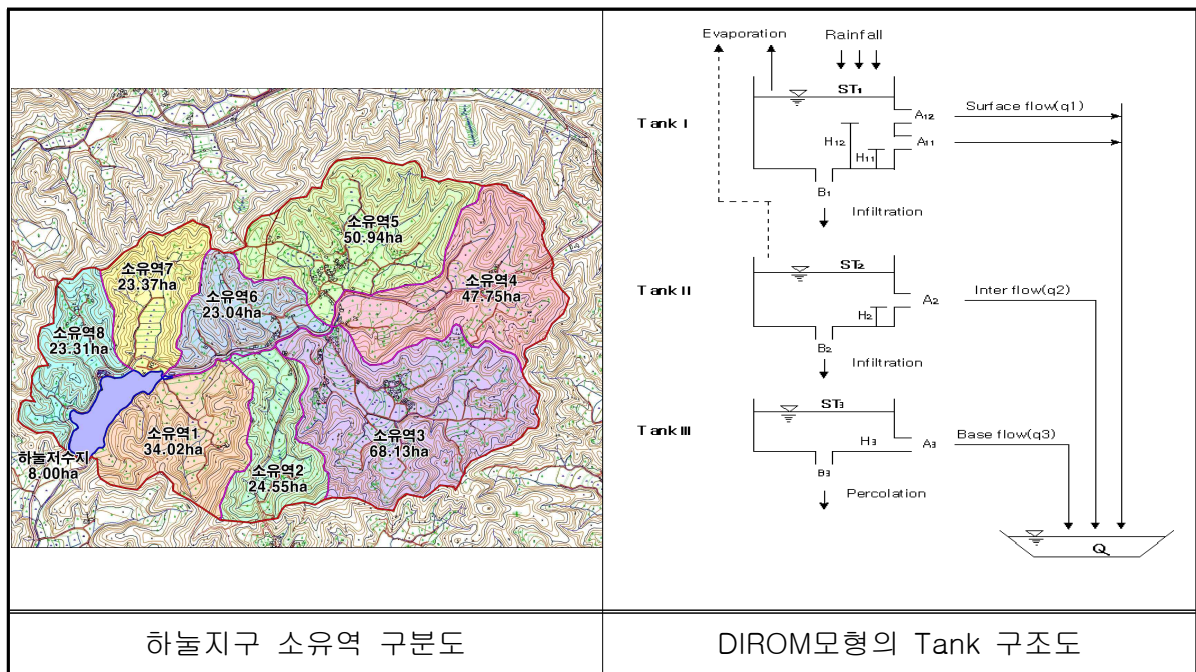 소유역5
50.94ha
소유역4
47.75ha
소유역7
23.37ha
소유역6
23.04ha
소유역8
23.31ha
소유역1
34.02ha
소유역3
68.13ha
소유역2
24.55ha
하눌저수지
8.00ha
하눌지구 소유역 구분도
Evaporation
Rainfall
ST1
Tank I
A12
Surface flow(q1)
H12
A11
H11
B1
Infiltration
ST2
Tank II
A2
Inter flow(q2)
H2
B2
Infiltration
ST3
Tank III
H3
A3
Base flow(q3)
B3
Percolation
Q
DIROM모형의 Tank 구조도